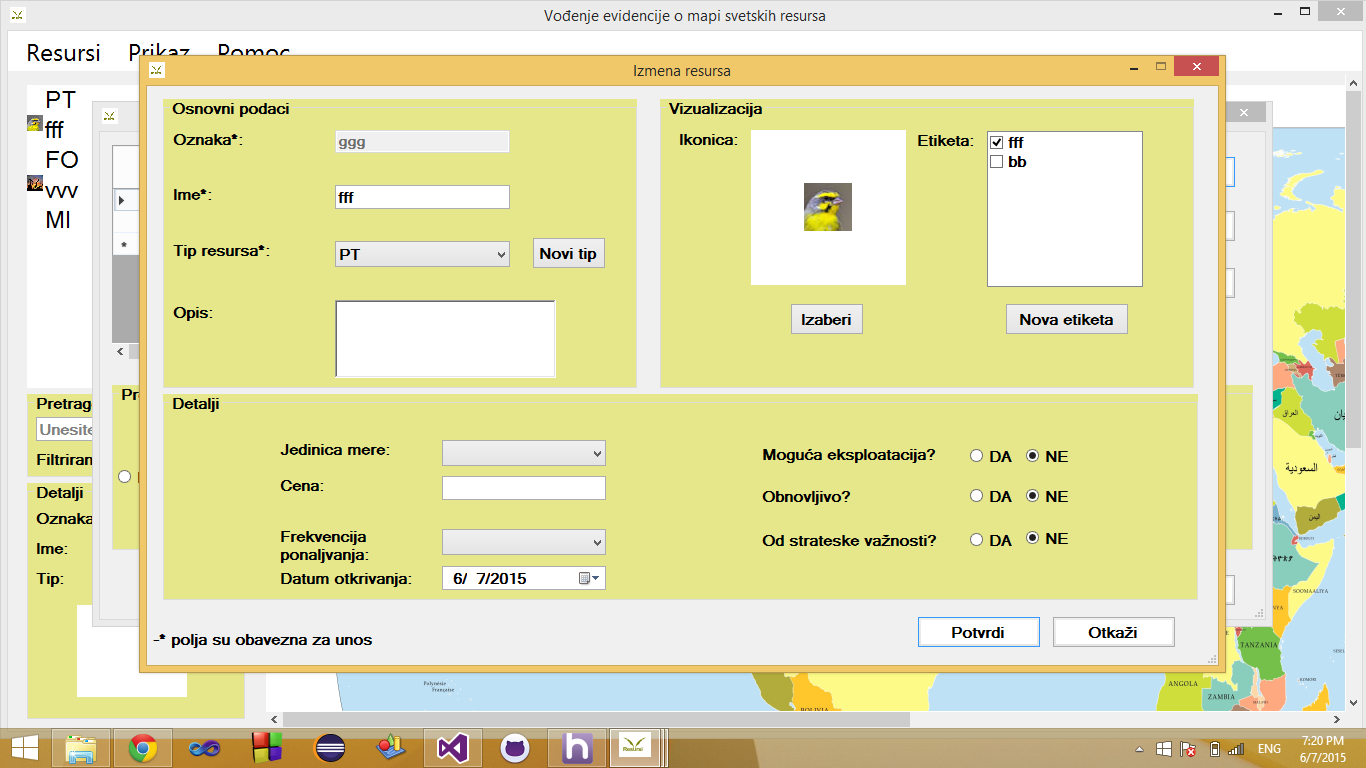 Vođenje evidencije o mapi svetskih resursa
Resursi Prikaz Pomoc
PT
fff
FO
vvv
MI
Pretrag
Unesite
Filtriran
Detalji
Oznaka
Ime:
Tip:
Izmena resursa
Osnovni podaci
Oznaka*:
ggg
Ime*:
fff
Tip resursa*:
PT
Novi tip
Opis:
Vizualizacija
Ikonica:
Izaberi
Etiketa:
fff
bb
Nova etiketa
Detalji
Jedinica mere:
Cena:
Frekvencija
ponaljvanja:
Datum otkrivanja:
6/ 7/2015
Moguća eksploatacija?
DA NE
Obnovljivo?
DA NE
Od strateske važnosti?
DA NE
-* polja su obavezna za unos
Potvrdi
Otkaži
Polynésie
Française
BOLIVIA
ANGOLA
ZAMBIA
TANZANIA
MALAWI
SOOMAALIYA
KOMORI
العراق
السعودية
اليمن
Resursi
ENG
7:20 PM
6/7/2015